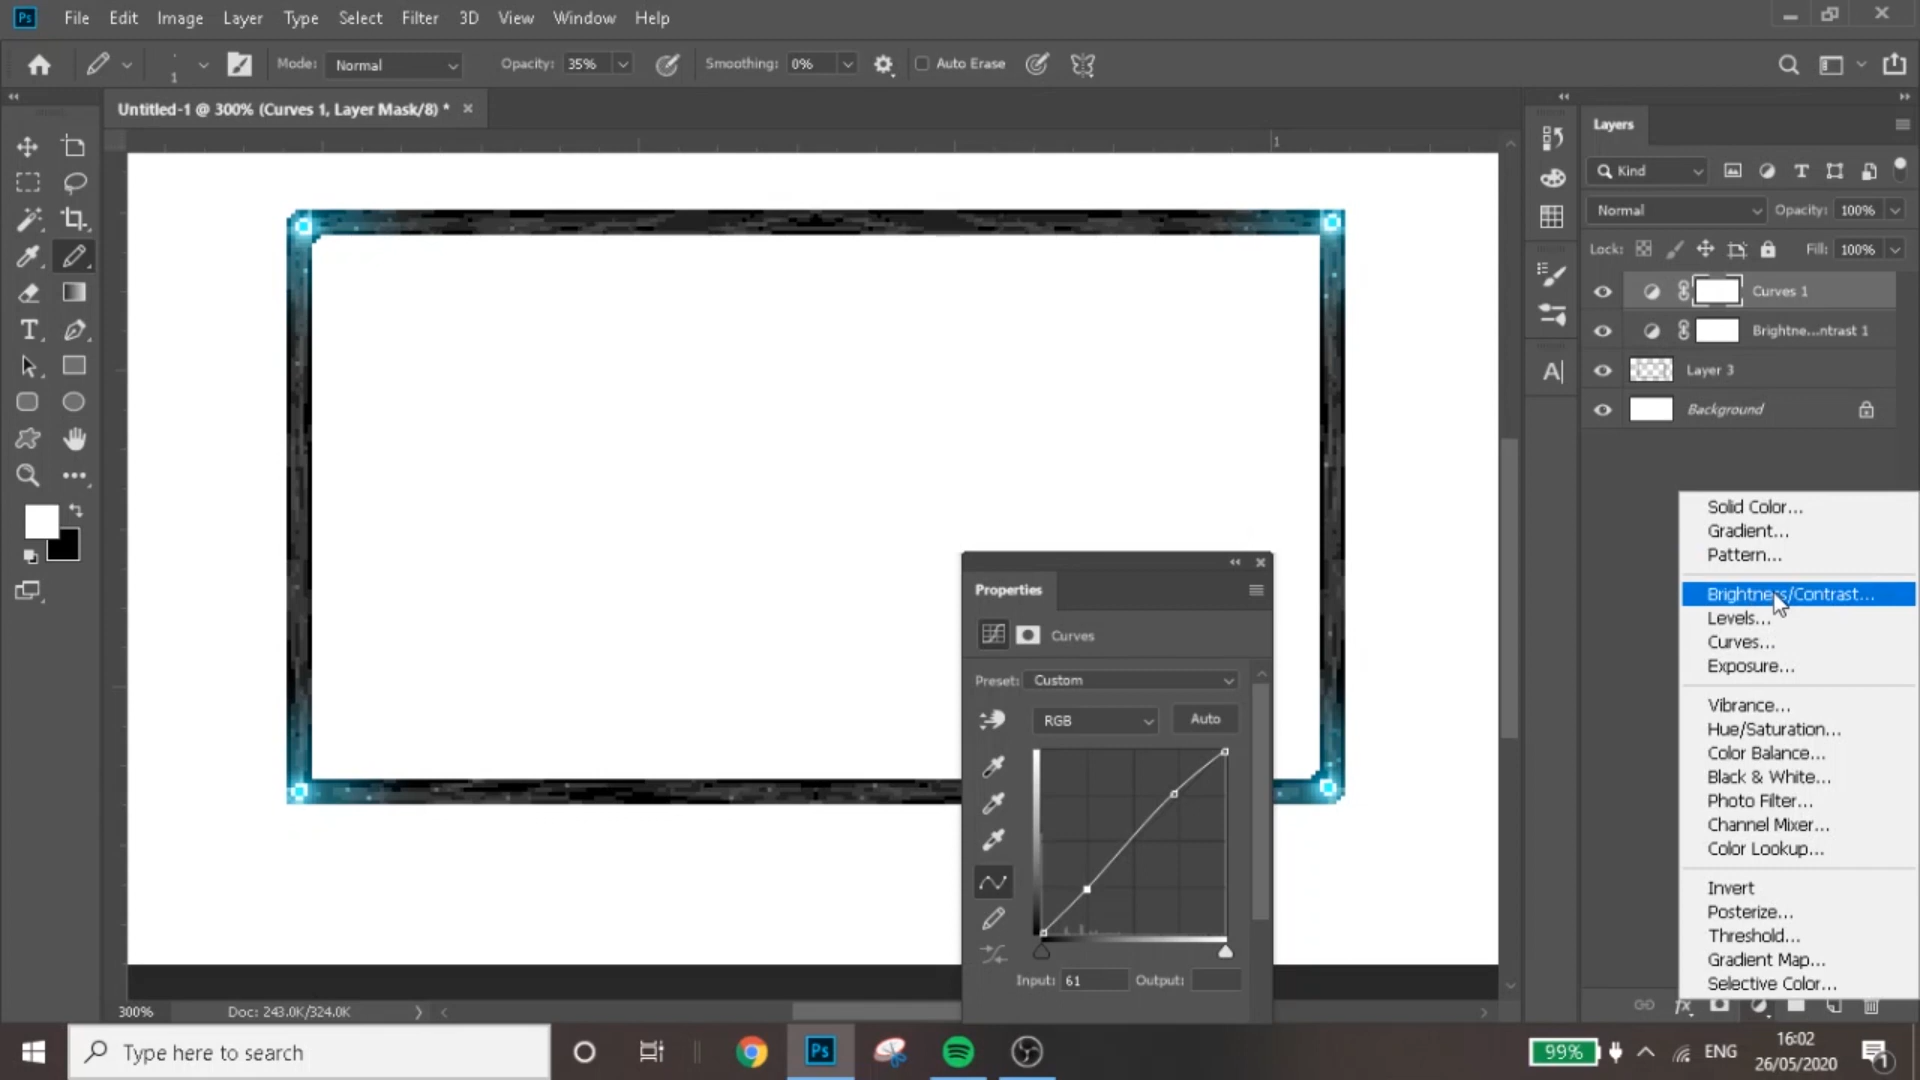 Ps File Edit Image Layer Type Select Filter 3D View Window Help
1 Mode: Normal Opacity: 35% Smoothing: 0% Auto Erase
Untitled-1 @ 300% (Curves 1, Layer Mask/8) *
1
Layers
Kind
Normal Opacity: 100%
Lock: Fill: 100%
Curves 1
Brightne...ntrast 1
Layer 3
Background
Solid Color...
Gradient...
Pattern...
Brightness/Contrast...
Levels...
Curves...
Exposure...
Vibrance...
Hue/Saturation...
Color Balance...
Black & White...
Photo Filter...
Channel Mixer...
Color Lookup...
Invert
Posterize...
Threshold...
Gradient Map...
Selective Color...
Properties
Curves
Preset: Custom
RGB Auto
Input: 61 Output:
300% Doc: 243.0K/324.0K
Type here to search
Ps
99% ENG
16:02
26/05/2020
1